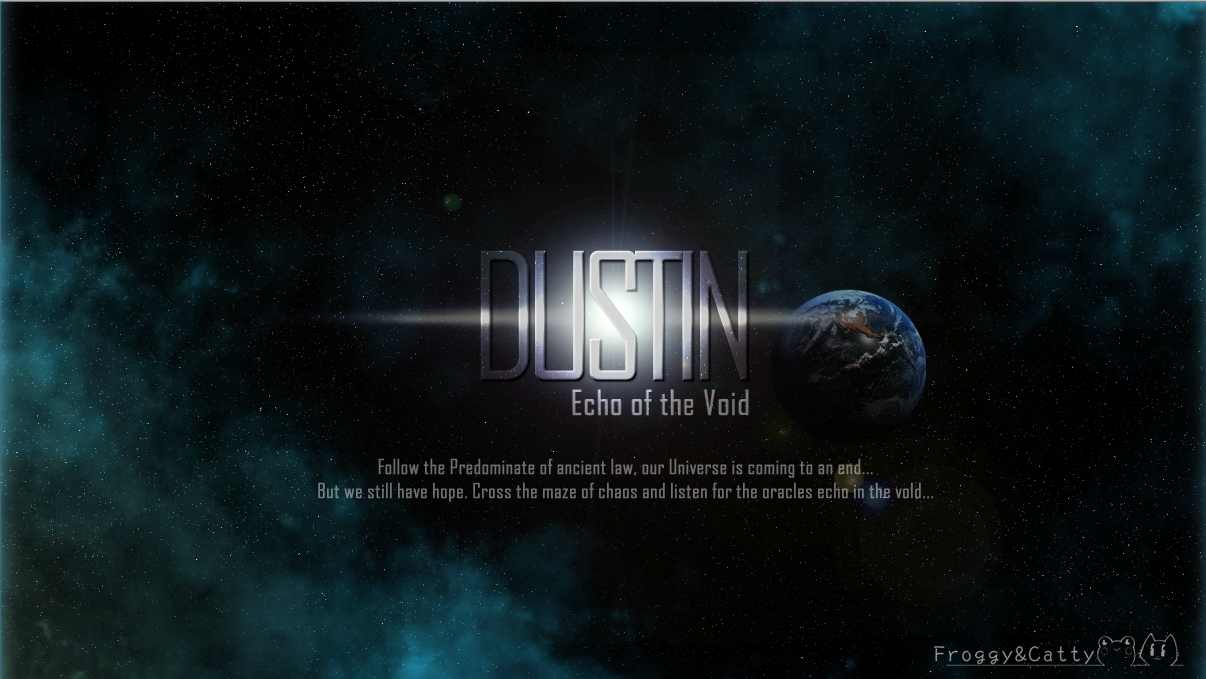 DUSTIN
Echo of the Void
Follow the Predominate of ancient law, our Universe is coming to an end...
But we still have hope. Cross the maze of chaos and listen for the oracles echo in the vold...
Froggy&Catty